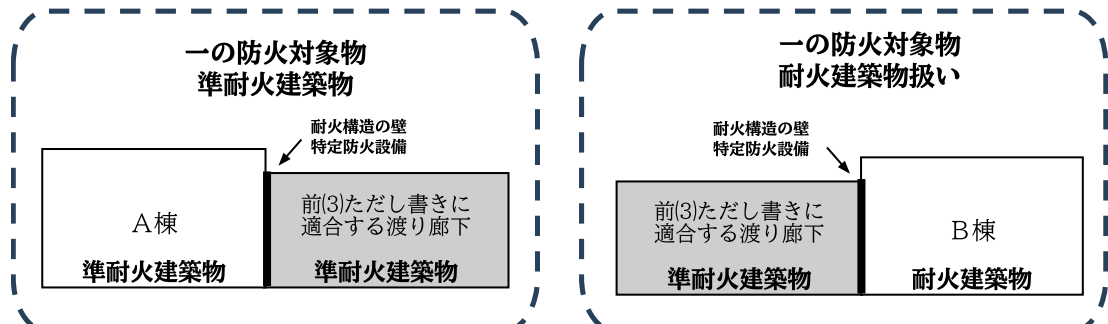 一の防火対象物
準耐火建築物
耐火構造の壁
特定防火設備
A棟
準耐火建築物
前(3)ただし書きに
適合する渡り廊下
準耐火建築物
一の防火対象物
耐火建築物扱い
耐火構造の壁
特定防火設備
前(3)ただし書きに
適合する渡り廊下
準耐火建築物
B棟
耐火建築物